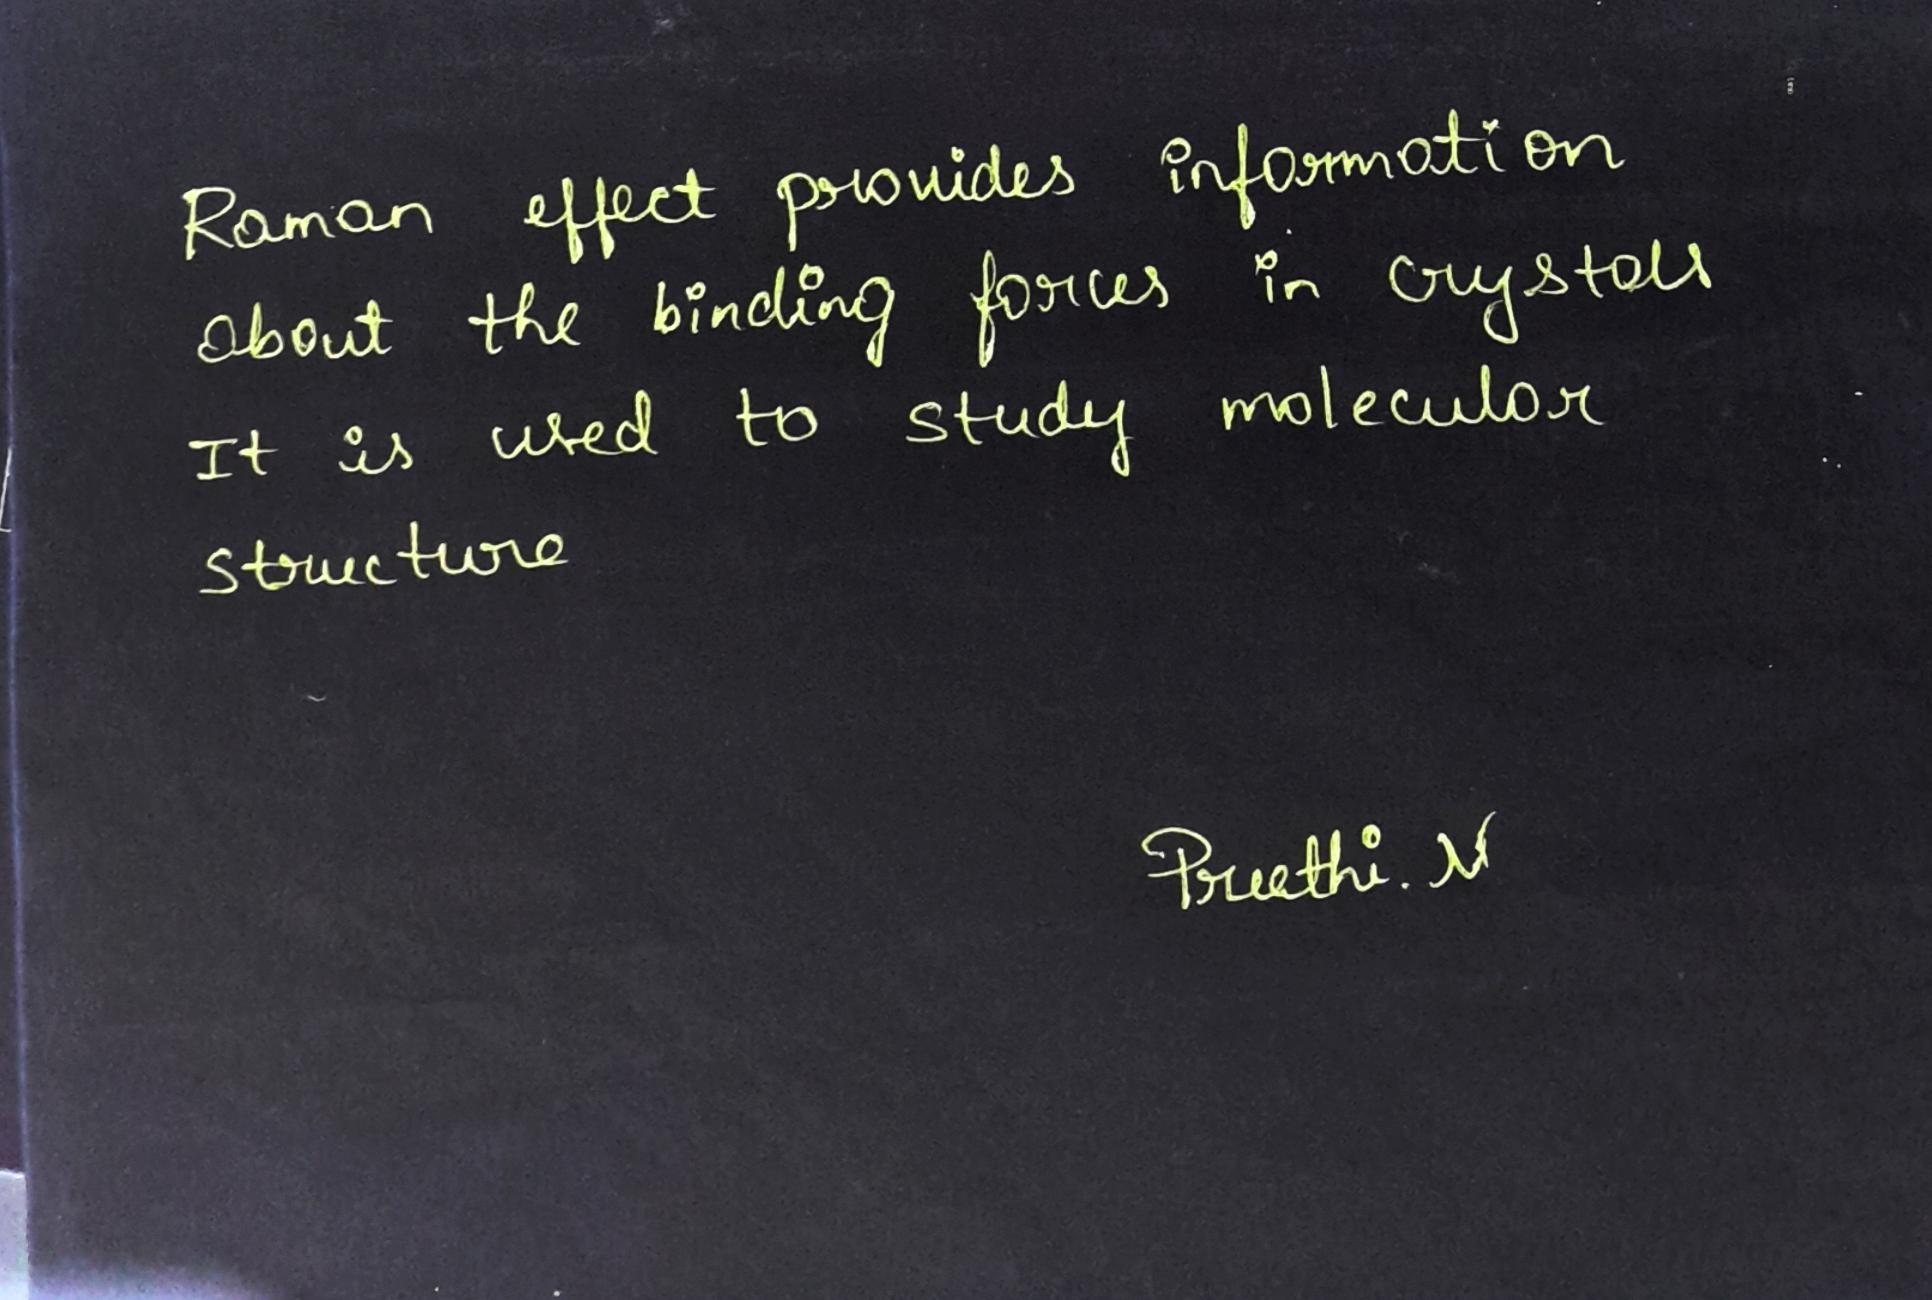 Raman effect provides information
about the binding forces in crystals
It is used to study molecular
structure
Preethi. N